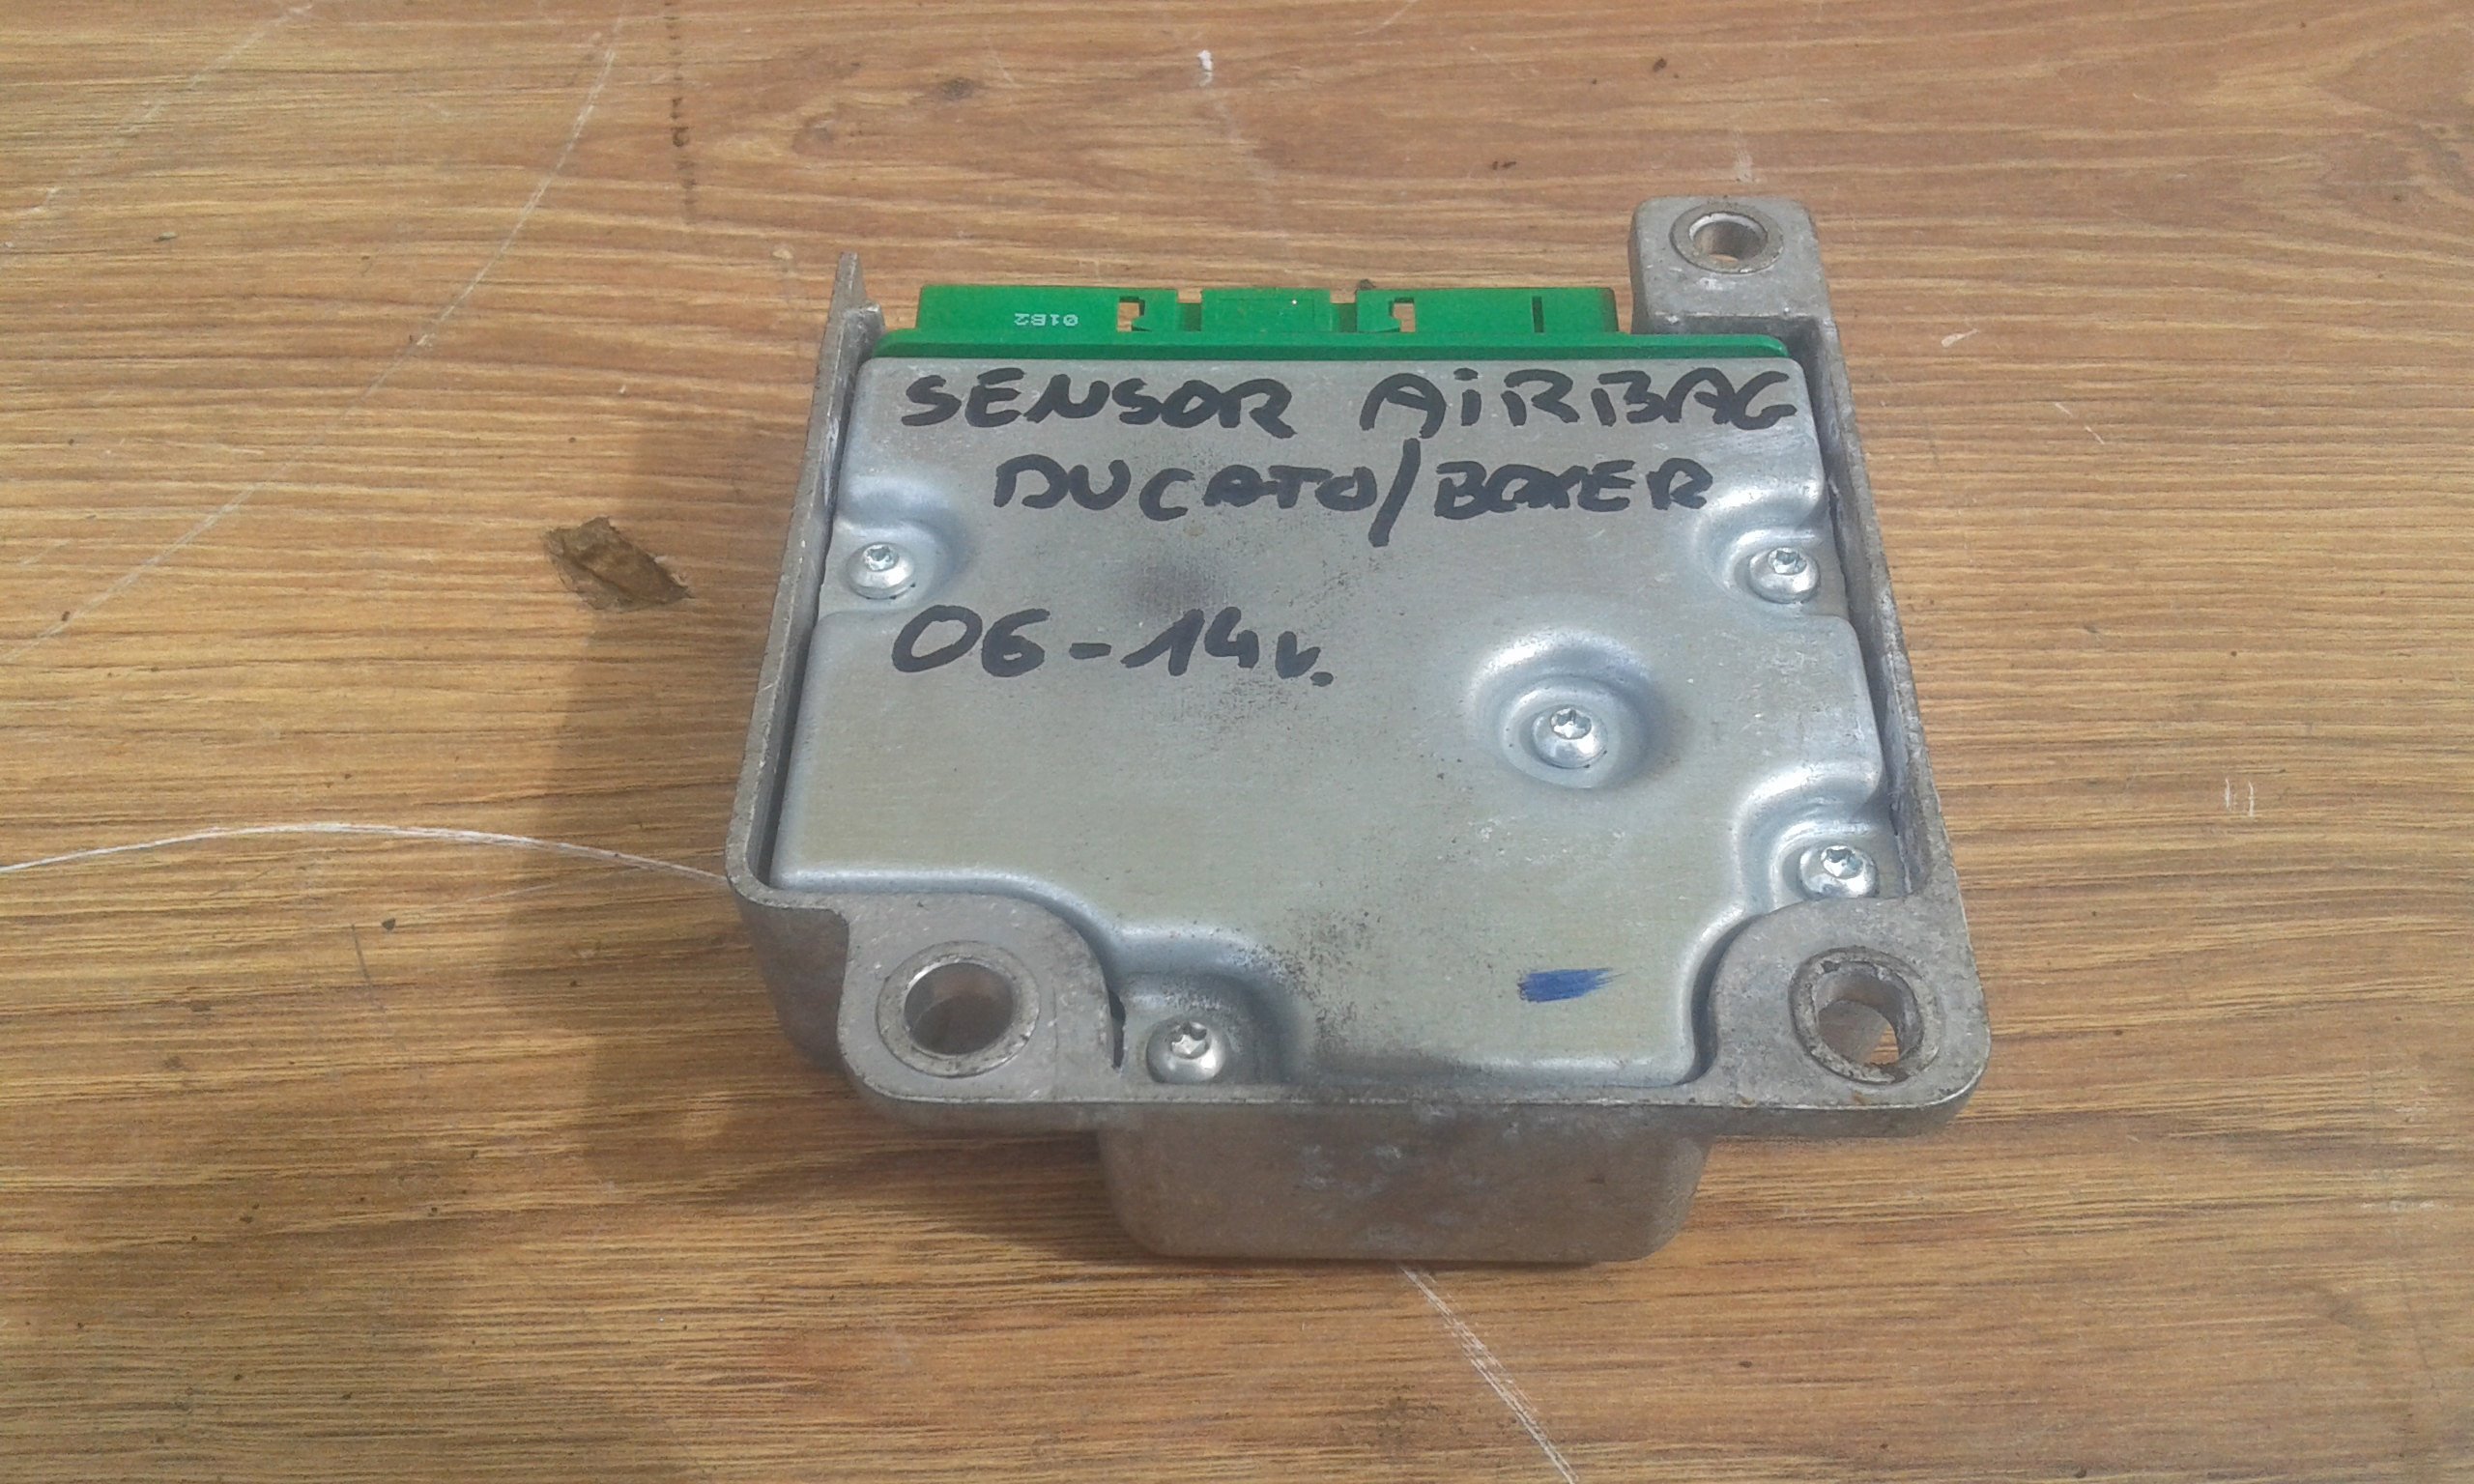 01B2
SENSOR AiRBAG
DUCATO/BOXER
06-14v.